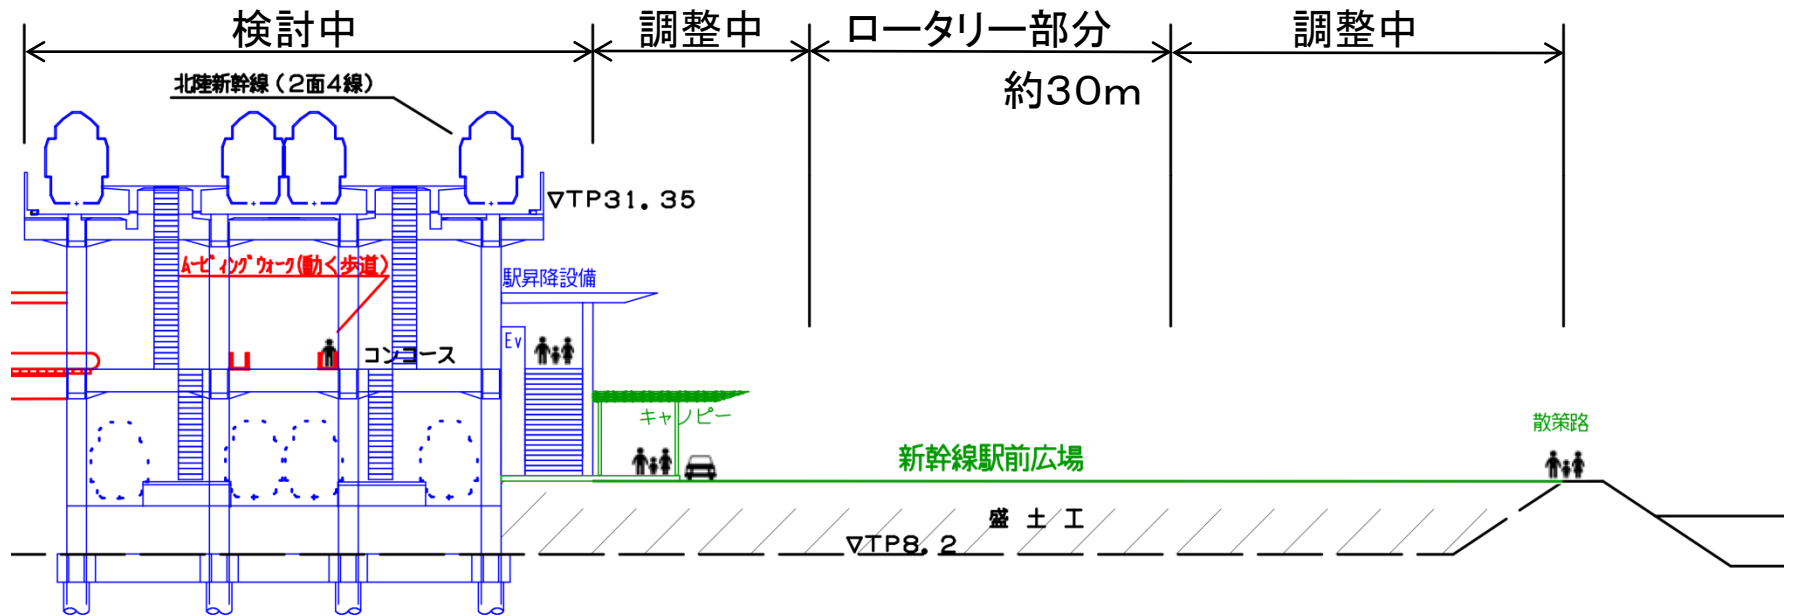 検討中
調整中
ロータリー部分
調整中
約30m
北陸新幹線(2面4線)
▽TP31.35
ムービングウォーク(動く歩道)
駅昇降設備
Ev
コンコース
キャノピー
散策路
新幹線駅前広場
盛土工
▽TP8.2